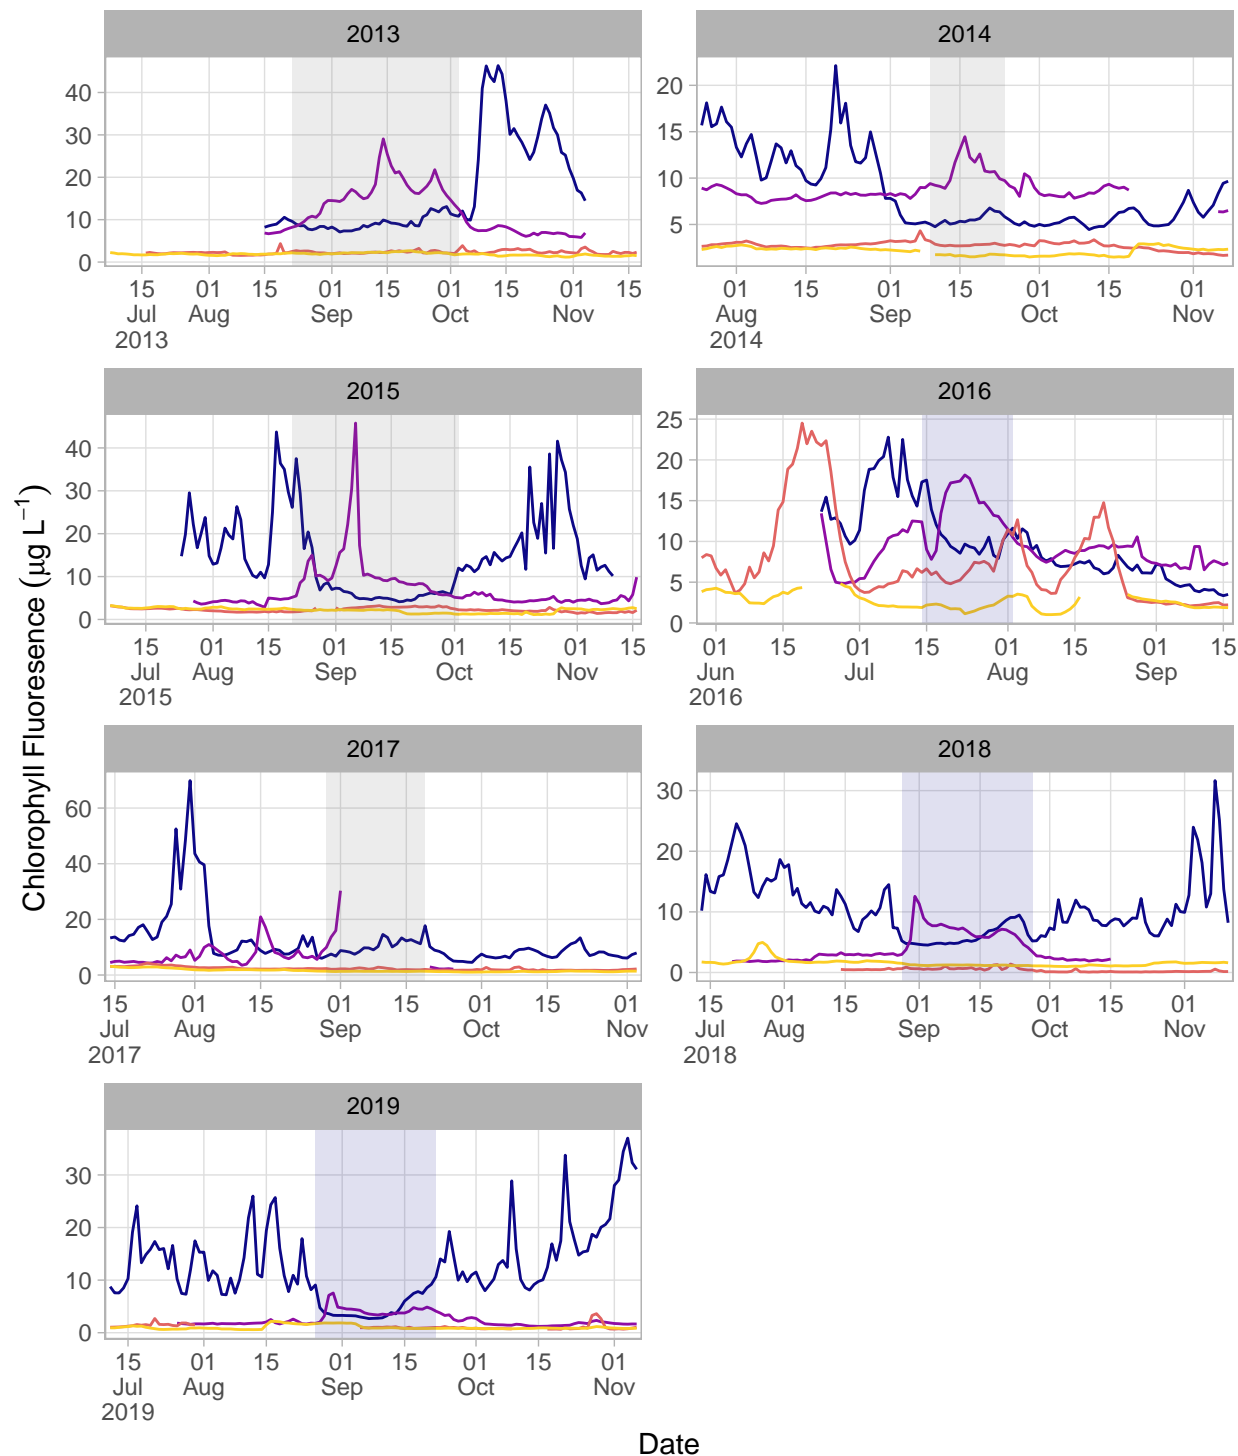 2013
2014
40
30
20
10
0
20
15
10
5
15 01 15 01 15 01 15 01 15
Jul Aug Sep Oct Nov
2013
01 15 01 15 01 15 01
Aug Sep Oct Nov
2014
2015
2016
40
30
20
10
0
25
20
15
10
5
0
15 01 15 01 15 01 15 01 15
Jul Aug Sep Oct Nov
2015
01 15 01 15 01 15 01 15
Jun Jul Aug Sep
2016
Chlorophyll Fluorescence (µg L−1)
2017
2018
60
40
20
0
30
20
10
0
15 01 15 01 15 01 15 01
Jul Aug Sep Oct Nov
2017
15 01 15 01 15 01 15 01
Jul Aug Sep Oct Nov
2018
2019
30
20
10
0
15 01 15 01 15 01 15 01
Jul Aug Sep Oct Nov
2019
Date